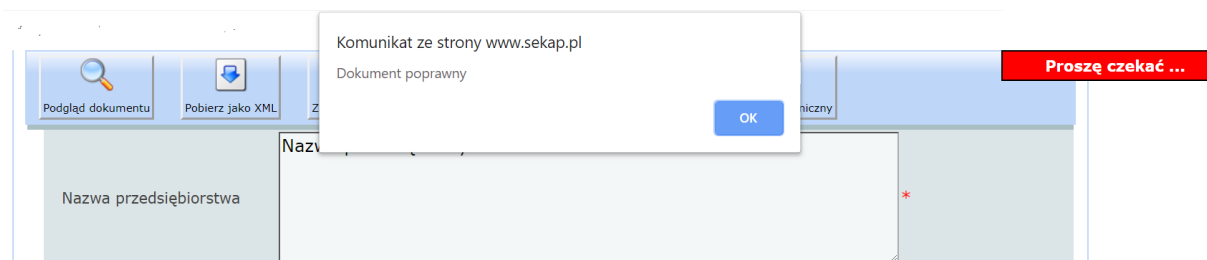 Komunikat ze strony www.sekap.pl
Dokument poprawny
OK
Proszę czekać ...
Podgląd dokumentu
Pobierz jako XML
Nazwa przedsiębiorstwa
*